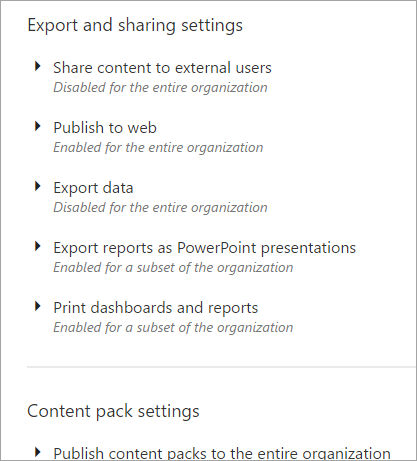 Export and sharing settings
Share content to external users
Disabled for the entire organization
Publish to web
Enabled for the entire organization
Export data
Disabled for the entire organization
Export reports as PowerPoint presentations
Enabled for a subset of the organization
Print dashboards and reports
Enabled for a subset of the organization
Content pack settings
Publish content packs to the entire organization